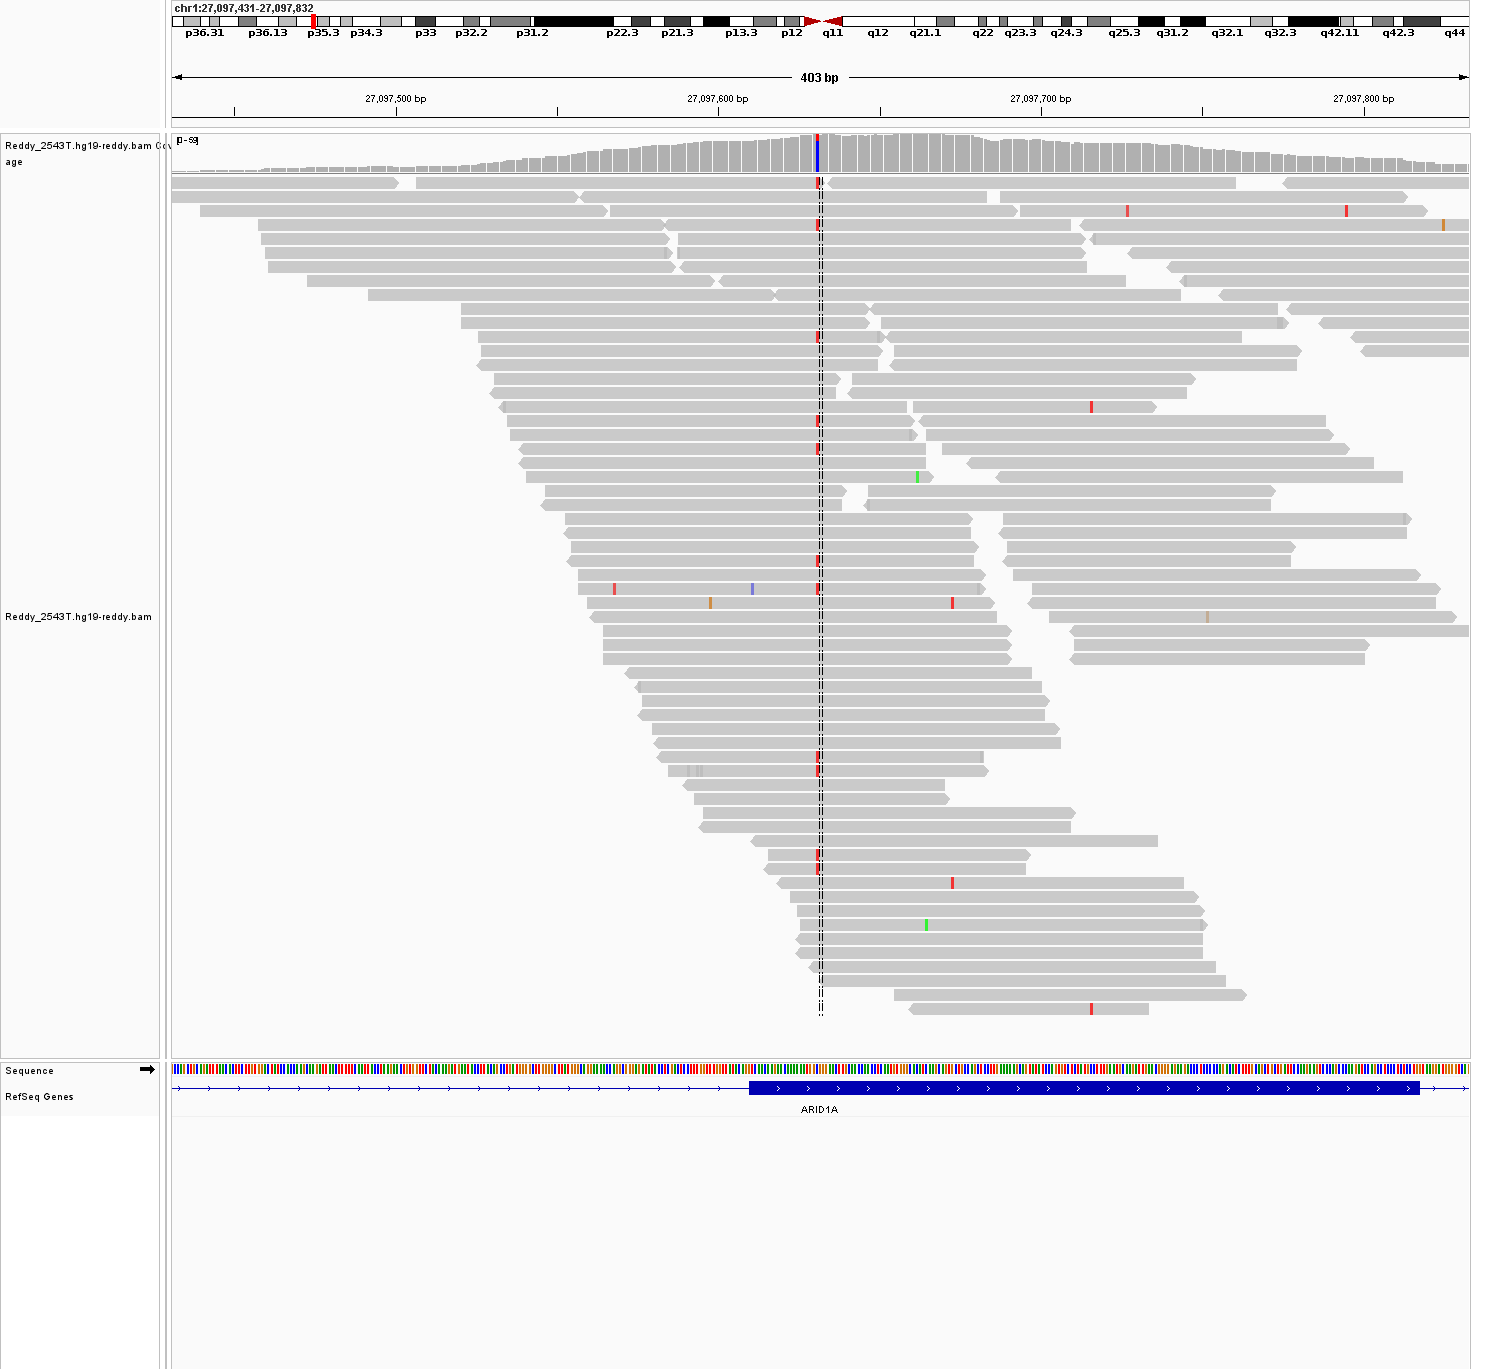 chr1:27,097,431-27,097,832
p36.31 p36.13 p35.3 p34.3 p33 p32.2 p31.2 p22.3 p21.3 p13.3 p12 q11 q12 q21.1 q22 q23.3 q24.3 q25.3 q31.2 q32.1 q32.3 q42.11 q42.3 q44
403 bp
27,097,500 bp 27,097,600 bp 27,097,700 bp 27,097,800 bp
Reddy_2543T.hg19-reddy.bam Cov
age
Reddy_2543T.hg19-reddy.bam
Sequence
RefSeq Genes
ARID1A